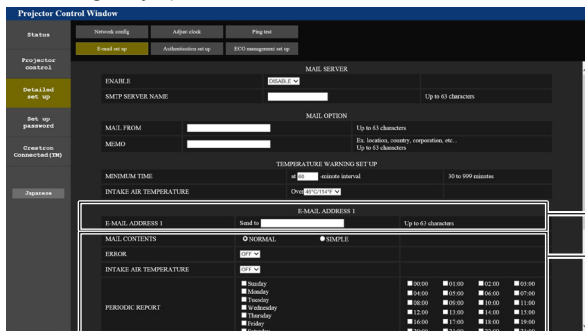 Projector Control Window
Status
Network config
Adjust clock
Ping test
E-mail set up
Authentication set up
ECO management set up
Projector control
Detailed set up
Set up password
Crestron Connected(TM)
Japanese
MAIL SERVER
ENABLE DISABLE
SMTP SERVER NAME Up to 63 characters
MAIL OPTION
MAIL FROM Up to 63 characters
MEMO Ex. location, country, corporation, etc..
Up to 63 characters
TEMPERATURE WARNING SET UP
MINIMUM TIME at 60 -minute interval 30 to 999 minutes
INTAKE AIR TEMPERATURE Over
E-MAIL ADDRESS 1
E-MAIL ADDRESS 1 Send to Up to 63 characters
MAIL CONTENTS NORMAL SIMPLE
ERROR OFF
INTAKE AIR TEMPERATURE OFF
PERIODIC REPORT
Sunday 00:00 01:00 02:00 03:00
Monday 04:00 05:00 06:00 07:00
Tuesday 08:00 09:00 10:00 11:00
Wednesday 12:00 13:00 14:00 15:00
Thursday 16:00 17:00 18:00 19:00
Friday